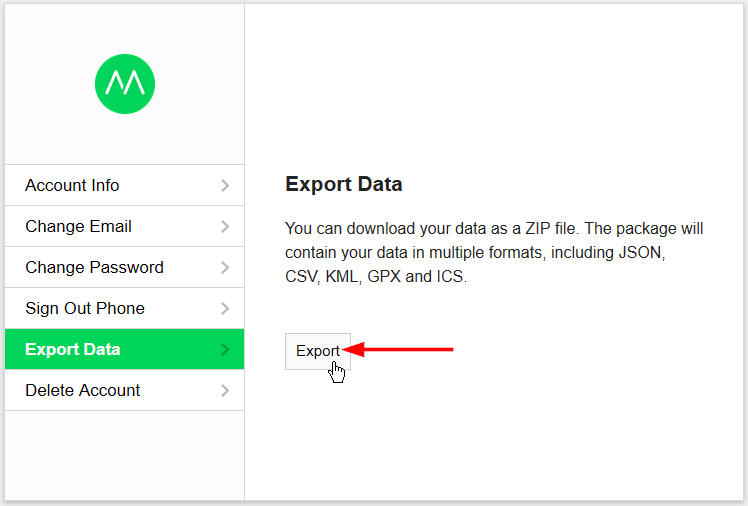 Account Info
Change Email
Change Password
Sign Out Phone
Export Data
Delete Account
Export Data
You can download your data as a ZIP file. The package will
contain your data in multiple formats, including JSON,
CSV, KML, GPX and ICS.
Export